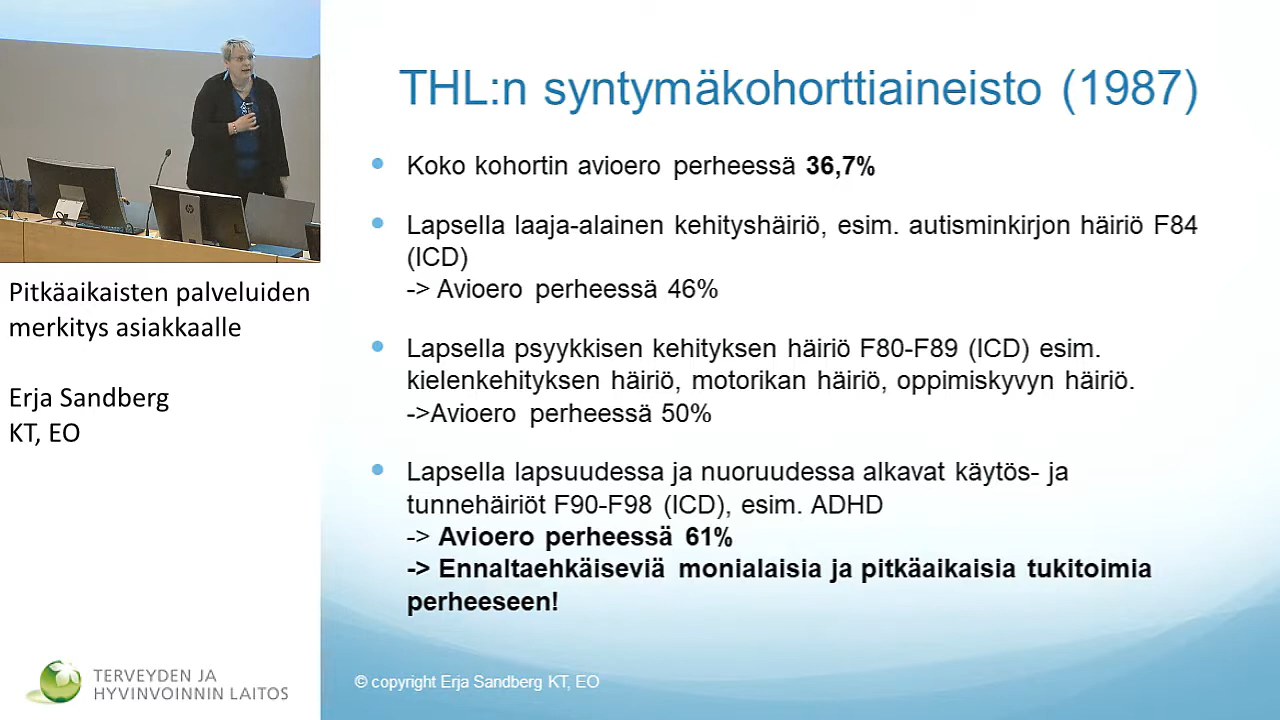 THL:n syntymäkohorttiaineisto (1987)
Koko kohortin avioero perheessä 36,7%
Lapsella laaja-alainen kehityshäiriö, esim. autisminkirjon häiriö F84
(ICD)
-> Avioero perheessä 46%
Lapsella psyykkisen kehityksen häiriö F80-F89 (ICD) esim.
kielenkehityksen häiriö, motorikan häiriö, oppimiskyvyn häiriö.
->Avioero perheessä 50%
Lapsella lapsuudessa ja nuoruudessa alkavat käytös- ja
tunnehäiriöt F90-F98 (ICD), esim. ADHD
-> Avioero perheessä 61%
-> Ennaltaehkäiseviä monialaisia ja pitkäaikaisia tukitoimia
perheeseen!
© copyright Erja Sandberg KT, EO
Pitkäaikaisten palveluiden
merkitys asiakkaalle
Erja Sandberg
KT, EO
TERVEYDEN JA
HYVINVOINNIN LAITOS
hp